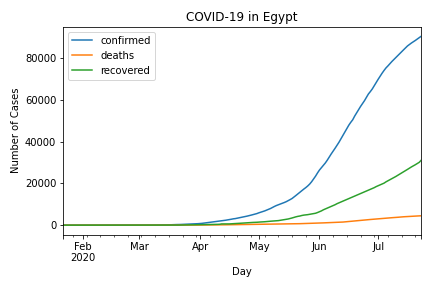 COVID-19 in Egypt
confirmed
deaths
recovered
Number of Cases
80000
60000
40000
20000
0
Feb Mar Apr May Jun Jul
2020
Day